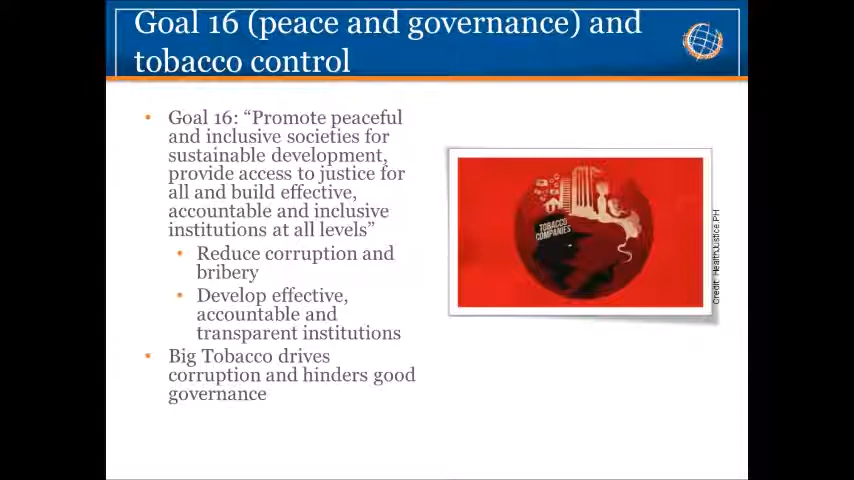 Goal 16 (peace and governance) and
tobacco control
• Goal 16: “Promote peaceful
and inclusive societies for
sustainable development,
provide access to justice for
all and build effective,
accountable and inclusive
institutions at all levels”
• Reduce corruption and
bribery
• Develop effective,
accountable and
transparent institutions
• Big Tobacco drives
corruption and hinders good
governance
TOBACCO
COMPANIES
Credit: HealthJustice.PH